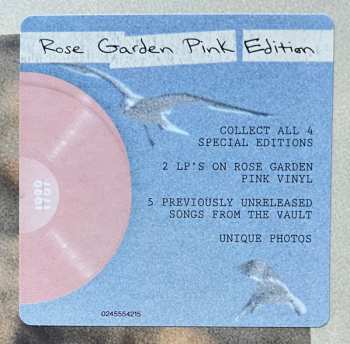 Rose Garden Pink Edition
COLLECT ALL 4
SPECIAL EDITIONS
2 LP'S ON ROSE GARDEN
PINK VINYL
5 PREVIOUSLY UNRELEASED
SONGS FROM THE VAULT
UNIQUE PHOTOS
0245554215